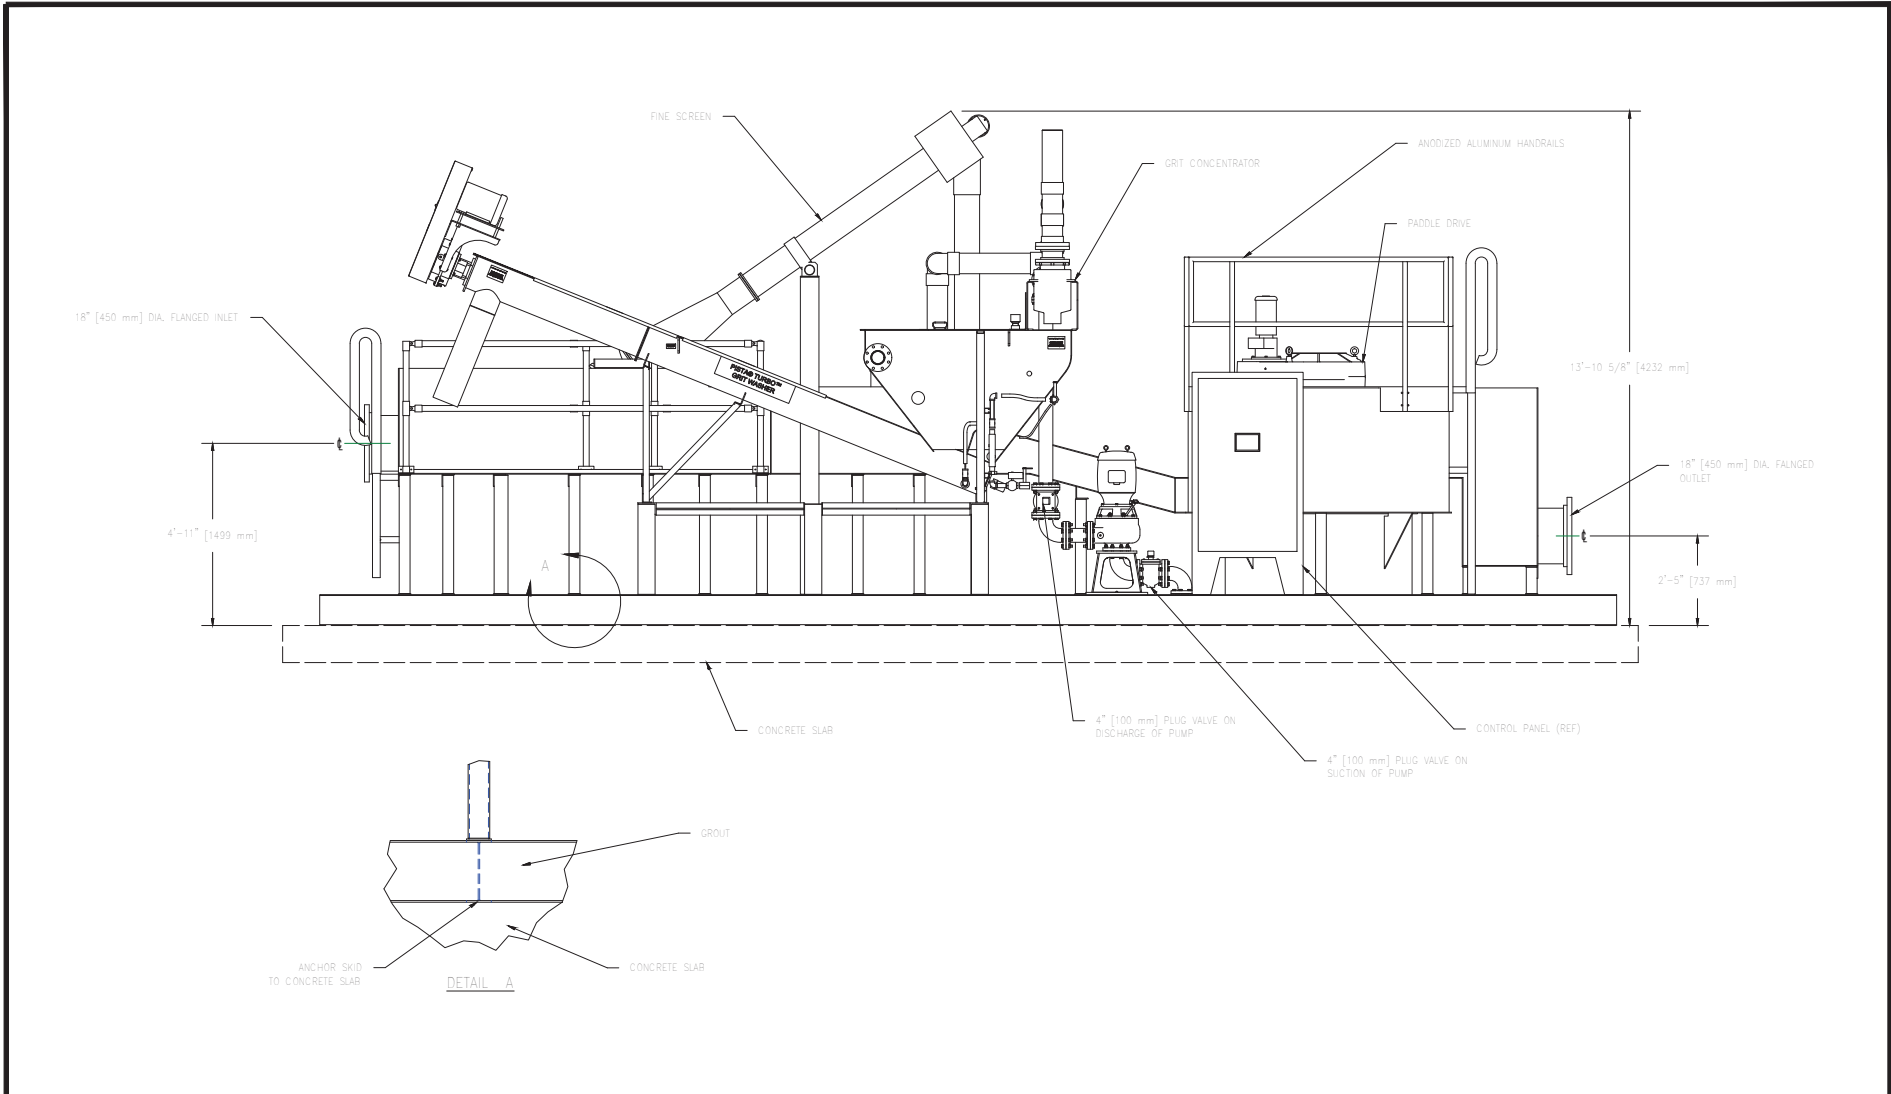 FINE SCREEN
ANODIZED ALUMINUM HANDRAILS
GRIT CONCENTRATOR
PADDLE DRIVE
18" [450 mm] DIA. FLANGED INLET
13'-10 5/8" [4232 mm]
PISTA® TURBO™
GRIT WASHER
18" [450 mm] DIA. FALNGED
OUTLET
4'-11" [1499 mm]
A
2'-5" [737 mm]
CONCRETE SLAB
4" [100 mm] PLUG VALVE ON
DISCHARGE OF PUMP
CONTROL PANEL (REF)
4" [100 mm] PLUG VALVE ON
SUCTION OF PUMP
GROUT
ANCHOR SKID
TO CONCRETE SLAB
CONCRETE SLAB
DETAIL A